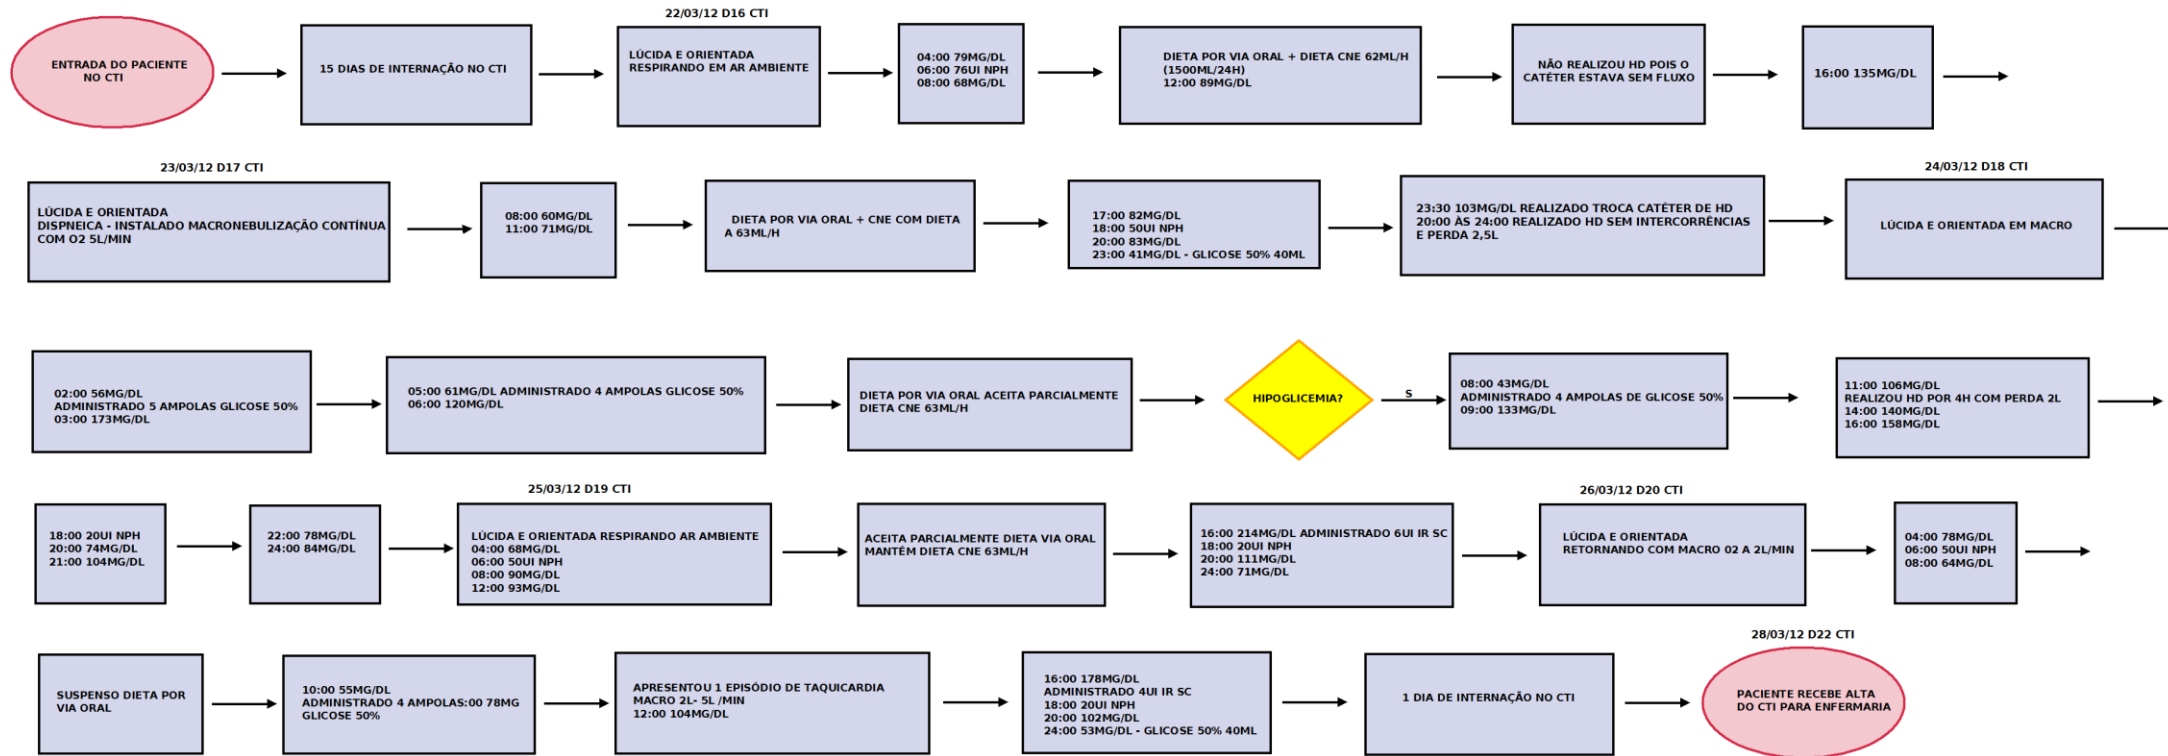 22/03/12 D16 CTI
ENTRADA DO PACIENTE
NO CTI
15 DIAS DE INTERNAÇÃO NO CTI
LÚCIDA E ORIENTADA
RESPIRANDO EM AR AMBIENTE
04:00 79MG/DL
06:00 76UI NPH
08:00 68MG/DL
DIETA POR VIA ORAL + DIETA CNE 62ML/H
(1500ML/24H)
12:00 89MG/DL
NÃO REALIZOU HD POIS O
CATÉTER ESTAVA SEM FLUXO
16:00 135MG/DL
23/03/12 D17 CTI
LÚCIDA E ORIENTADA
DISPNEICA - INSTALADO MACRONEBULIZAÇÃO CONTÍNUA
COM O2 5L/MIN
08:00 60MG/DL
11:00 71MG/DL
DIETA POR VIA ORAL + CNE COM DIETA
A 63ML/H
17:00 82MG/DL
18:00 50UI NPH
20:00 83MG/DL
23:00 41MG/DL - GLICOSE 50% 40ML
23:30 103MG/DL REALIZADO TROCA CATÉTER DE HD
20:00 ÀS 24:00 REALIZADO HD SEM INTERCORRÊNCIAS
E PERDA 2,5L
24/03/12 D18 CTI
LÚCIDA E ORIENTADA EM MACRO
02:00 56MG/DL
ADMINISTRADO 5 AMPOLAS GLICOSE 50%
03:00 173MG/DL
05:00 61MG/DL ADMINISTRADO 4 AMPOLAS GLICOSE 50%
06:00 120MG/DL
DIETA POR VIA ORAL ACEITA PARCIALMENTE
DIETA CNE 63ML/H
HIPOGLICEMIA?
S
08:00 43MG/DL
ADMINISTRADO 4 AMPOLAS DE GLICOSE 50%
09:00 133MG/DL
11:00 106MG/DL
REALIZOU HD POR 4H COM PERDA 2L
14:00 140MG/DL
16:00 158MG/DL
18:00 20UI NPH
20:00 74MG/DL
21:00 104MG/DL
22:00 78MG/DL
24:00 84MG/DL
25/03/12 D19 CTI
LÚCIDA E ORIENTADA RESPIRANDO AR AMBIENTE
04:00 68MG/DL
06:00 50UI NPH
08:00 90MG/DL
12:00 93MG/DL
ACEITA PARCIALMENTE DIETA VIA ORAL
MANTÉM DIETA CNE 63ML/H
16:00 214MG/DL ADMINISTRADO 6UI IR SC
18:00 20UI NPH
20:00 111MG/DL
24:00 71MG/DL
26/03/12 D20 CTI
LÚCIDA E ORIENTADA
RETORNANDO COM MACRO 02 A 2L/MIN
04:00 78MG/DL
06:00 50UI NPH
08:00 64MG/DL
SUSPENSO DIETA POR
VIA ORAL
10:00 55MG/DL
ADMINISTRADO 4 AMPOLAS:00 78MG
GLICOSE 50%
APRESENTOU 1 EPISÓDIO DE TAQUICARDIA
MACRO 2L- 5L /MIN
12:00 104MG/DL
16:00 178MG/DL
ADMINISTRADO 4UI IR SC
18:00 20UI NPH
20:00 102MG/DL
24:00 53MG/DL - GLICOSE 50% 40ML
1 DIA DE INTERNAÇÃO NO CTI
28/03/12 D22 CTI
PACIENTE RECEBE ALTA
DO CTI PARA ENFERMARIA